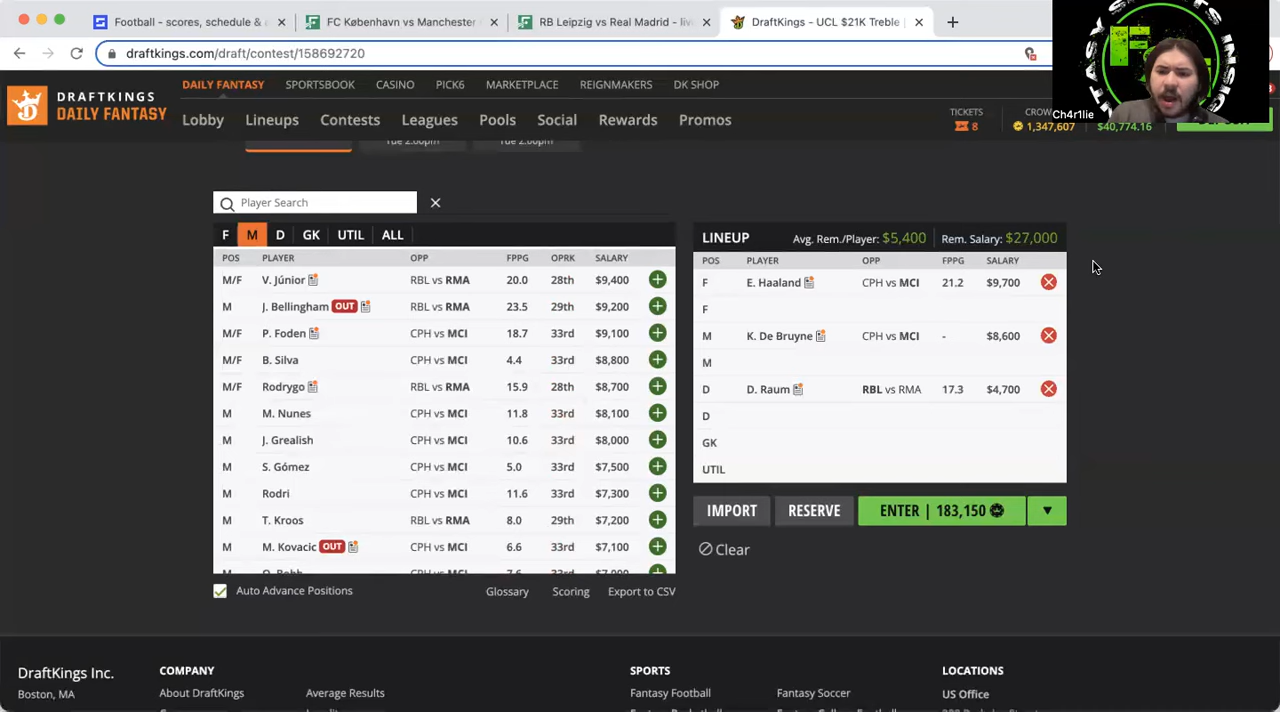 Football - scores, schedule &
FC København vs Manchester
RB Leipzig vs Real Madrid - liv
DraftKings - UCL $21K Treble
draftkings.com/draft/contest/158692720
DRAFTKINGS
DAILY FANTASY
DAILY FANTASY SPORTSBOOK CASINO PICK6 MARKETPLACE REIGNMAKERS DK SHOP
Lobby Lineups Contests Leagues Pools Social Rewards Promos
TICKETS
8
CROW
1,347,607
$40,774.16
Ch4r1lie
Tue 2:00pm Tue 2:00pm
Player Search
F M D GK UTIL ALL
POS PLAYER OPP FPPG OPRK SALARY
M/F V. Júnior RBL vs RMA 20.0 28th $9,400
M J. Bellingham OUT RBL vs RMA 23.5 29th $9,200
M/F P. Foden CPH vs MCI 18.7 33rd $9,100
M/F B. Silva CPH vs MCI 4.4 33rd $8,800
M/F Rodrygo RBL vs RMA 15.9 28th $8,700
M M. Nunes CPH vs MCI 11.8 33rd $8,100
M J. Grealish CPH vs MCI 10.6 33rd $8,000
M S. Gómez CPH vs MCI 5.0 33rd $7,500
M Rodri CPH vs MCI 11.6 33rd $7,300
M T. Kroos RBL vs RMA 8.0 29th $7,200
M M. Kovacic OUT CPH vs MCI 6.6 33rd $7,100
Auto Advance Positions Glossary Scoring Export to CSV
LINEUP Avg. Rem./Player: $5,400 Rem. Salary: $27,000
POS PLAYER OPP FPPG SALARY
F E. Haaland CPH vs MCI 21.2 $9,700
F
M K. De Bruyne CPH vs MCI - $8,600
M
D D. Raum RBL vs RMA 17.3 $4,700
D
GK
UTIL
IMPORT RESERVE ENTER | 183,150
Clear
DraftKings Inc.
Boston, MA
COMPANY
About DraftKings Average Results
SPORTS
Fantasy Football Fantasy Soccer
LOCATIONS
US Office